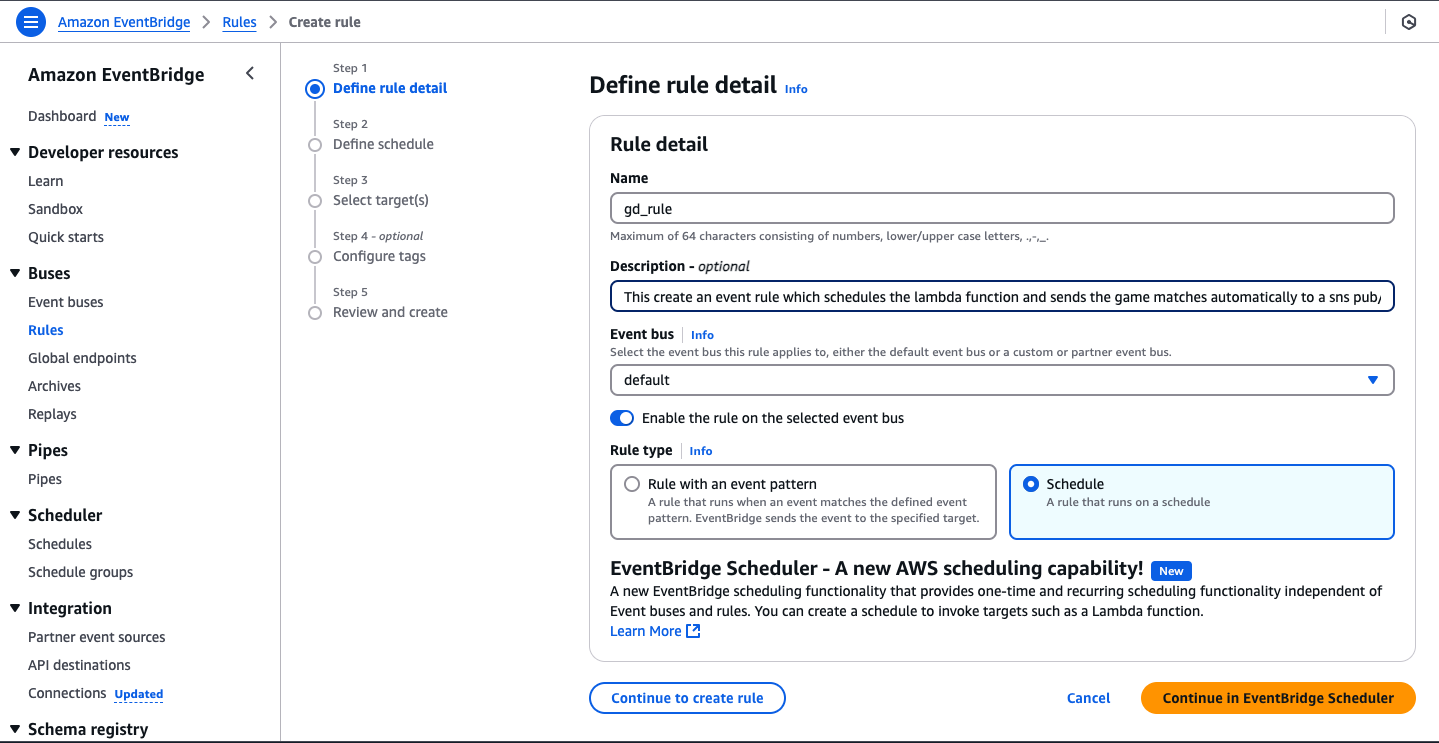 Amazon EventBridge > Rules > Create rule
Amazon EventBridge
Dashboard New
Developer resources
Learn
Sandbox
Quick starts
Buses
Event buses
Rules
Global endpoints
Archives
Replays
Pipes
Pipes
Scheduler
Schedules
Schedule groups
Integration
Partner event sources
API destinations
Connections Updated
Schema registry
Step 1
Define rule detail
Step 2
Define schedule
Step 3
Select target(s)
Step 4 - optional
Configure tags
Step 5
Review and create
Define rule detail Info
Rule detail
Name
gd_rule
Maximum of 64 characters consisting of numbers, lower/upper case letters, .,-,_.
Description - optional
This create an event rule which schedules the lambda function and sends the game matches automatically to a sns pub/
Event bus Info
Select the event bus this rule applies to, either the default event bus or a custom or partner event bus.
default
Enable the rule on the selected event bus
Rule type Info
Rule with an event pattern
A rule that runs when an event matches the defined event
pattern. EventBridge sends the event to the specified target.
Schedule
A rule that runs on a schedule
EventBridge Scheduler - A new AWS scheduling capability! New
A new EventBridge scheduling functionality that provides one-time and recurring scheduling functionality independent of
Event buses and rules. You can create a schedule to invoke targets such as a Lambda function.
Learn More
Continue to create rule
Cancel
Continue in EventBridge Scheduler